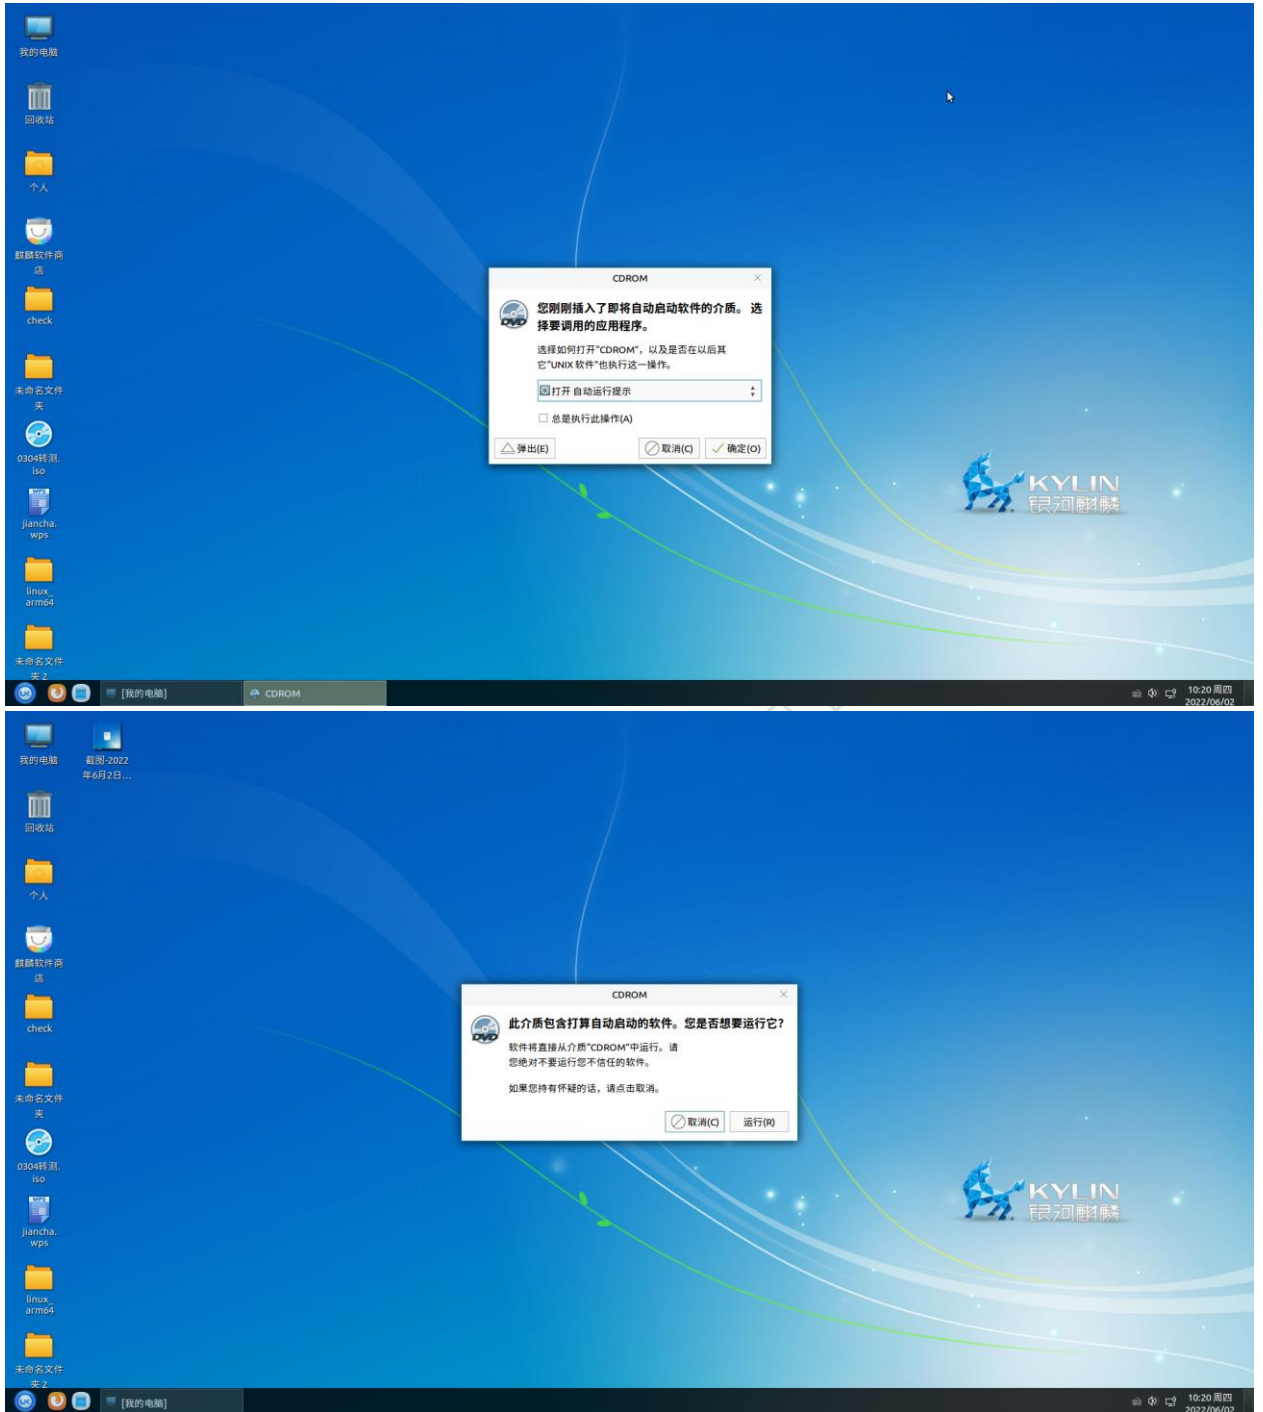 我的电脑
回收站
个人
麒麟软件商
店
check
未命名文件
夹
0304转测.
iso
jiancha.
wps
linux_
arm64
未命名文件
夹 2
CDROM
您刚刚插入了即将自动启动软件的介质。 选
择要调用的应用程序。
选择如何打开"CDROM"，以及是否在以后其
它"UNIX 软件"也执行这一操作。
打开 自动运行提示
总是执行此操作(A)
弹出(E)
取消(C)
确定(O)
DVD
KYLIN
银河麒麟
[我的电脑]
CDROM
10:20 周四
2022/06/02
我的电脑
截图-2022
年6月2日...
回收站
个人
麒麟软件商
店
check
未命名文件
夹
0304转测.
iso
jiancha.
wps
linux_
arm64
未命名文件
夹 2
CDROM
此介质包含打算自动启动的软件。您是否想要运行它?
软件将直接从介质"CDROM"中运行。请
您绝对不要运行您不信任的软件。
如果您持有怀疑的话，请点击取消。
取消(C)
运行(R)
DVD
KYLIN
银河麒麟
[我的电脑]
10:20 周四
2022/06/02